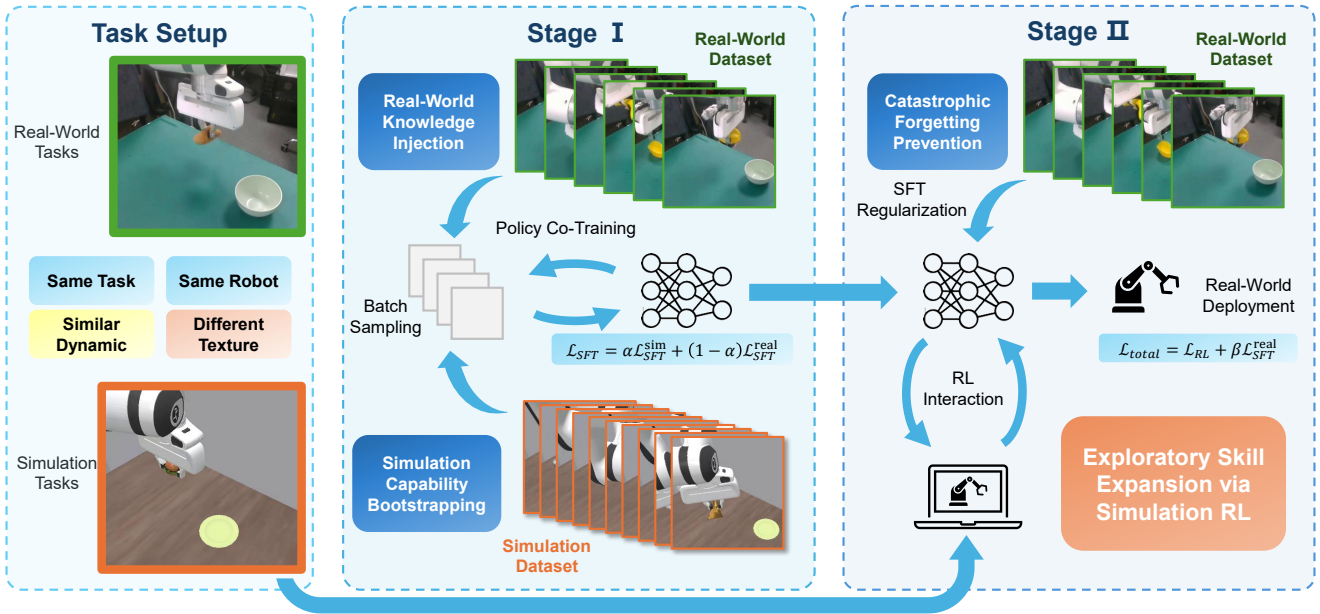 Task Setup
Real-World
Tasks
Same Task
Same Robot
Similar
Dynamic
Different
Texture
Simulation
Tasks
Stage I
Real-World
Dataset
Real-World
Knowledge
Injection
Policy Co-Training
Batch
Sampling
ℒ_SFT = αℒ_SFT^sim + (1 − α)ℒ_SFT^real
Simulation
Capability
Bootstrapping
Simulation
Dataset
Stage II
Real-World
Dataset
Catastrophic
Forgetting
Prevention
SFT
Regularization
Real-World
Deployment
ℒ_total = ℒ_RL + βℒ_SFT^real
RL
Interaction
Exploratory Skill
Expansion via
Simulation RL